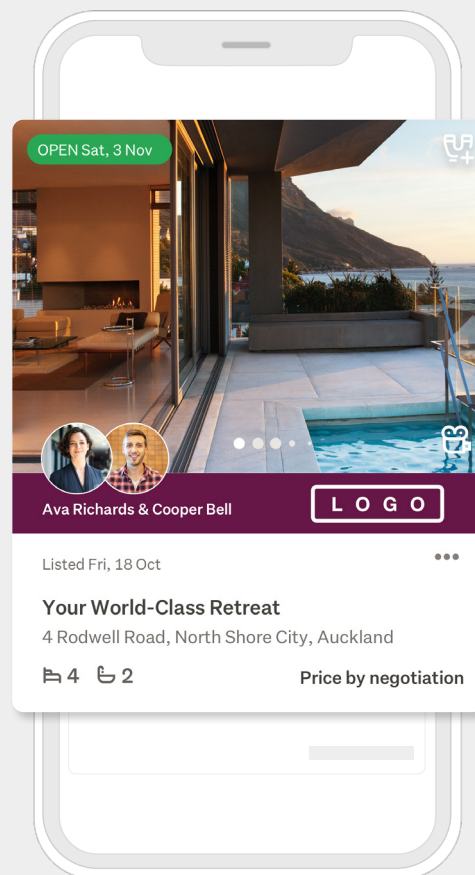 OPEN Sat, 3 Nov
Ava Richards & Cooper Bell
LOGO
Listed Fri, 18 Oct
Your World-Class Retreat
4 Rodwell Road, North Shore City, Auckland
4 2
Price by negotiation